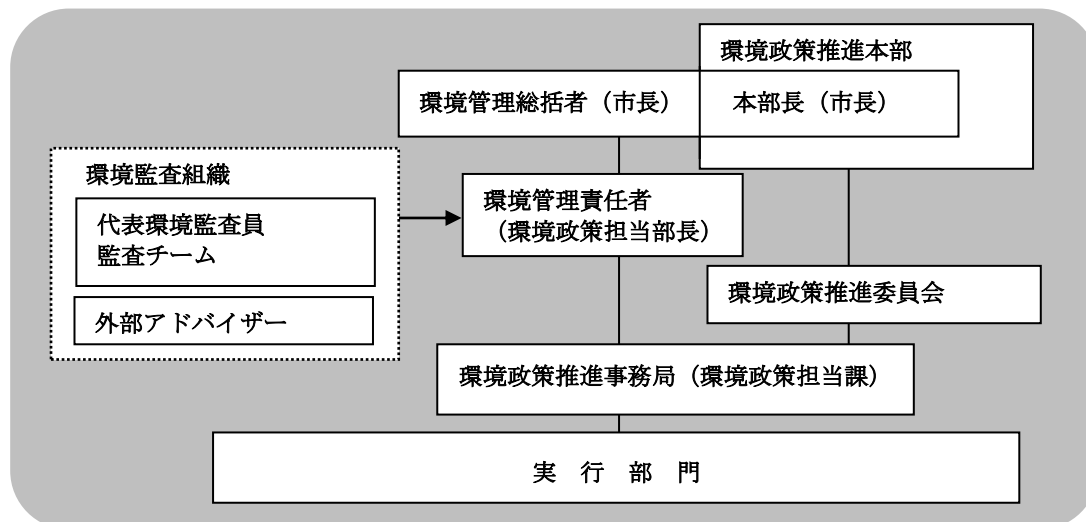 環境政策推進本部
環境管理総括者（市長）
本部長（市長）
環境監査組織
代表環境監査員
監査チーム
外部アドバイザー
環境管理責任者
（環境政策担当部長）
環境政策推進委員会
環境政策推進事務局（環境政策担当課）
実　行　部　門